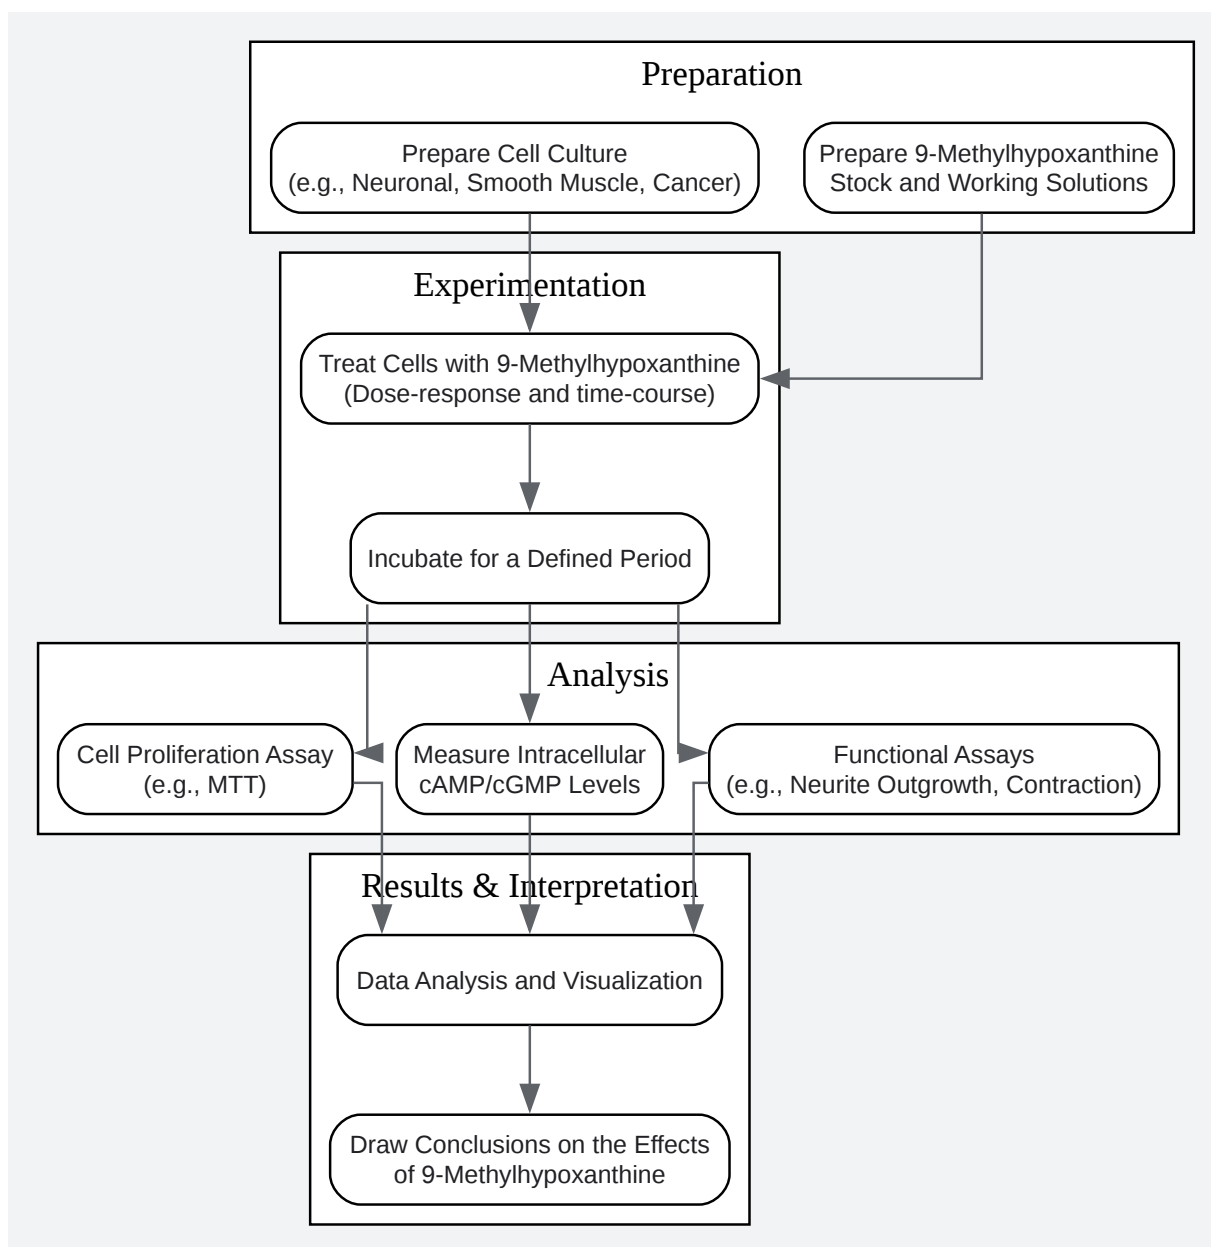 Preparation
Prepare Cell Culture
(e.g., Neuronal, Smooth Muscle, Cancer)
Prepare 9-Methylhypoxanthine
Stock and Working Solutions
Experimentation
Treat Cells with 9-Methylhypoxanthine
(Dose-response and time-course)
Incubate for a Defined Period
Analysis
Cell Proliferation Assay
(e.g., MTT)
Measure Intracellular
cAMP/cGMP Levels
Functional Assays
(e.g., Neurite Outgrowth, Contraction)
Results & Interpretation
Data Analysis and Visualization
Draw Conclusions on the Effects
of 9-Methylhypoxanthine